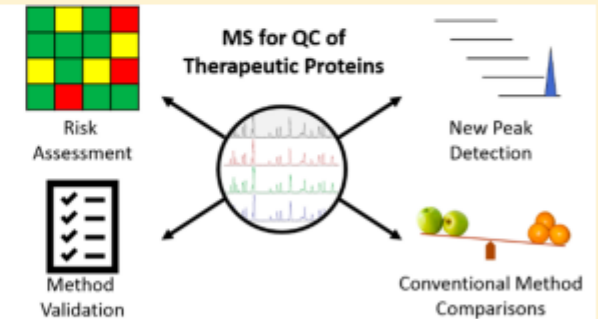 MS for QC of
Therapeutic Proteins
Risk
Assessment
New Peak
Detection
Method
Validation
Conventional Method
Comparisons